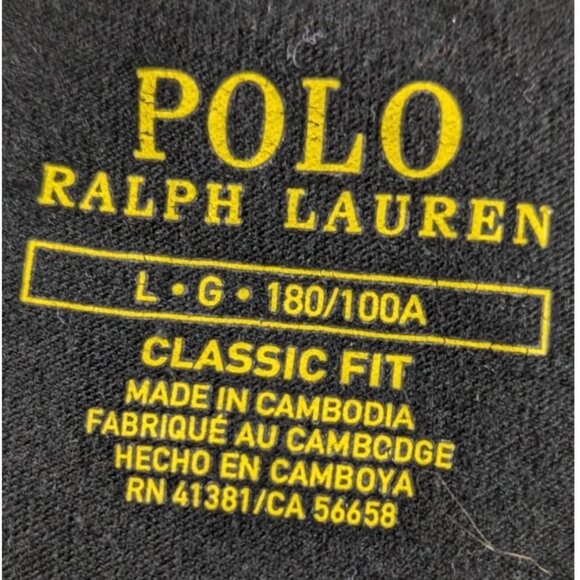 POLO
RALPH LAUREN
L • G • 180/100A
CLASSIC FIT
MADE IN CAMBODIA
FABRIQUÉ AU CAMBODGE
HECHO EN CAMBOYA
RN 41381/CA 56658